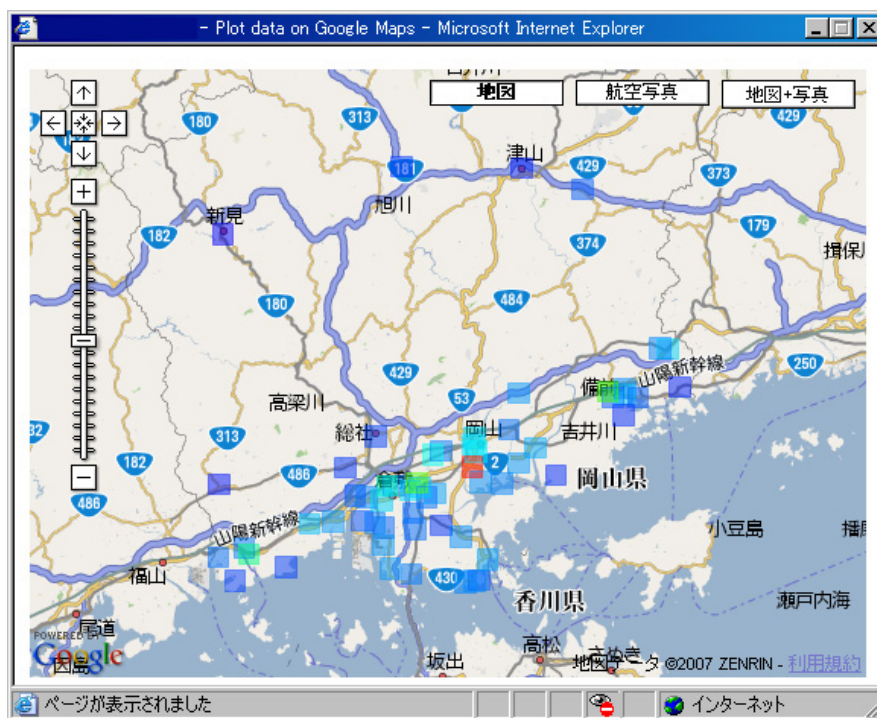 - Plot data on Google Maps - Microsoft Internet Explorer
地図
航空写真
地図+写真
180
313
津山
429
429
181
373
旭川
新見
182
374
179
揖保川
180
484
429
53
備前
山陽新幹線
250
高梁川
313
総社
岡山
吉井川
182
486
倉敷
2
岡山県
486
山陽新幹線
小豆島
福山
430
香川県
瀬戸内海
尾道
POWERED BY
Google
因島
坂出
高松
さぬき
地図データ ©2007 ZENRIN - 利用規約
ページが表示されました
インターネット